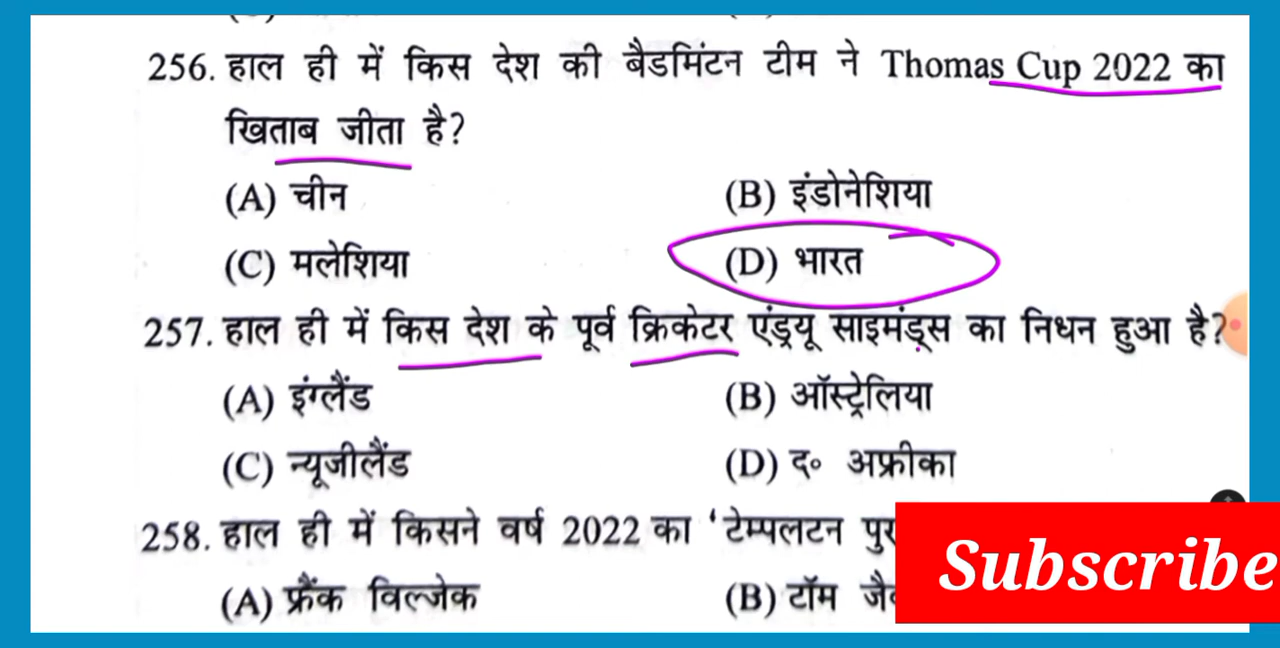 256. हाल ही में किस देश की बैडमिंटन टीम ने Thomas Cup 2022 का
खिताब जीता है?
(A) चीन (B) इंडोनेशिया
(C) मलेशिया (D) भारत
257. हाल ही में किस देश के पूर्व क्रिकेटर एंड्रयू साइमंड्स का निधन हुआ है?
(A) इंग्लैंड (B) ऑस्ट्रेलिया
(C) न्यूजीलैंड (D) द० अफ्रीका
258. हाल ही में किसने वर्ष 2022 का ‘टेम्पलटन
(A) फ्रैंक विल्जेक (B) टॉम
Subscribe